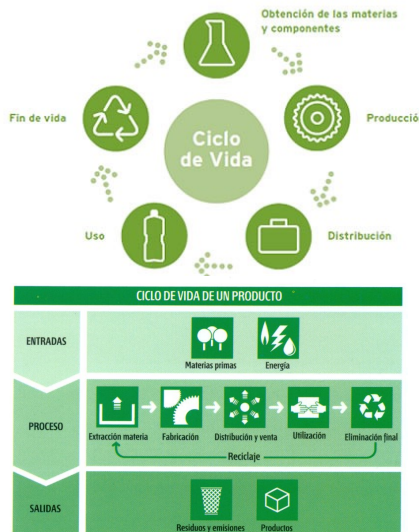 Obtención de las materias
y componentes
Fin de vida
Producció
Ciclo
de Vida
Uso
Distribución
CICLO DE VIDA DE UN PRODUCTO
ENTRADAS
Materias primas
Energía
PROCESO
Extracción materia
Fabricación
Distribución y venta
Utilización
Eliminación final
Reciclaje
SALIDAS
Residuos y emisiones
Productos